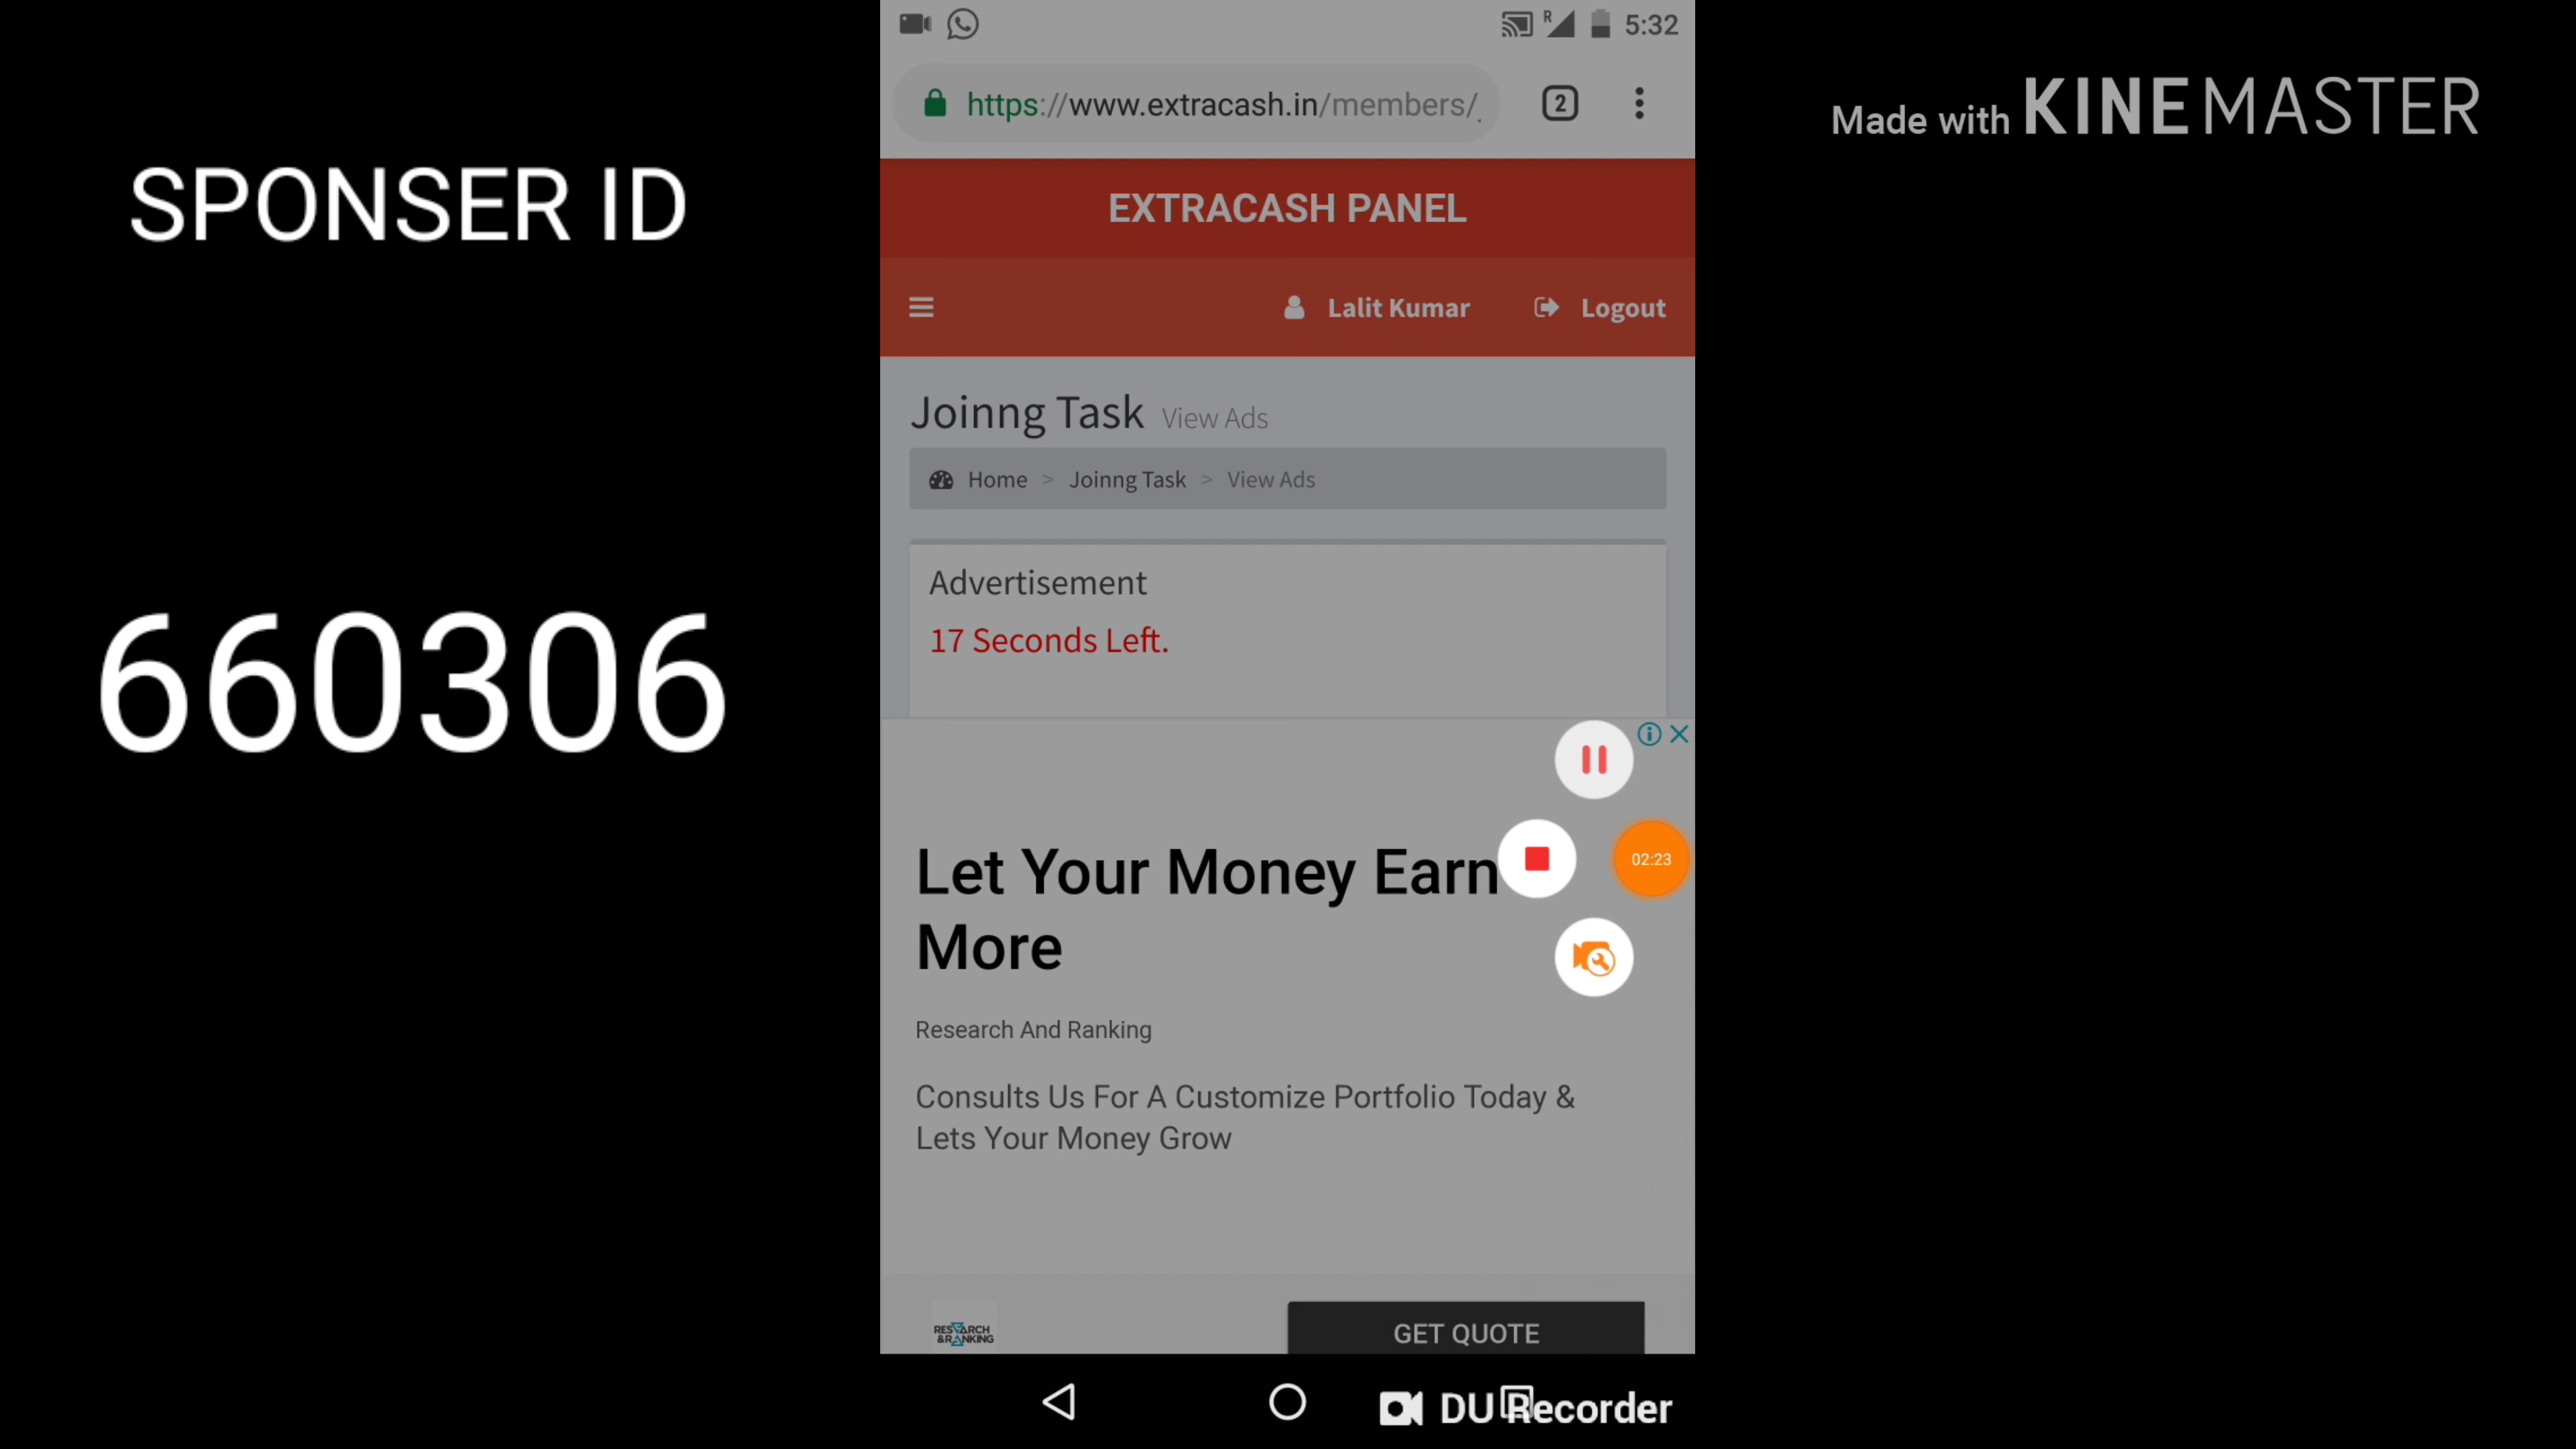 SPONSER ID
660306
Made with KINEMASTER
R 5:32
https://www.extracash.in/members/
2
EXTRACASH PANEL
Lalit Kumar Logout
Joinng Task View Ads
Home > Joinng Task > View Ads
Advertisement
17 Seconds Left.
Let Your Money Earn
More
02:23
Research And Ranking
Consults Us For A Customize Portfolio Today &
Lets Your Money Grow
RESEARCH
&RANKING
GET QUOTE
DU Recorder